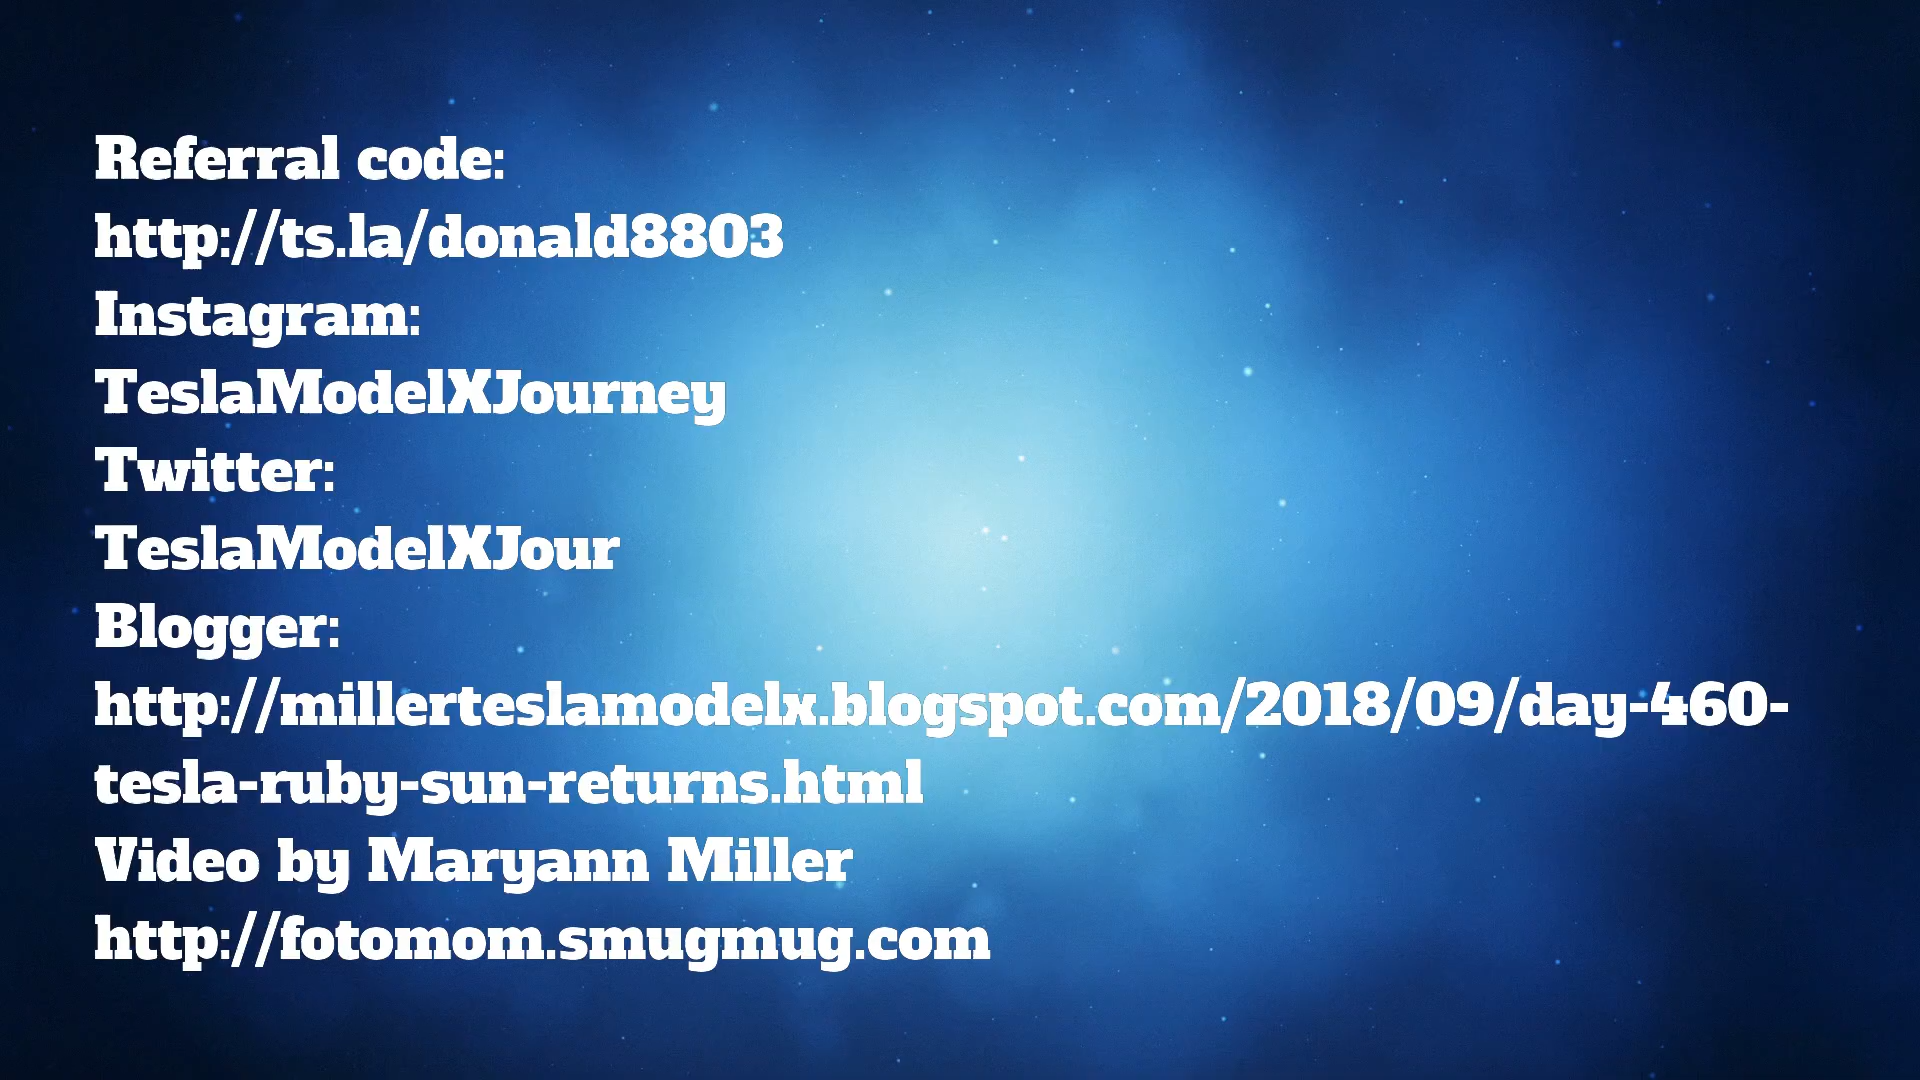 Referral code:
http://ts.la/donald8803
Instagram:
TeslaModelXJourney
Twitter:
TeslaModelXJour
Blogger:
http://millerteslamodelx.blogspot.com/2018/09/day-460-
tesla-ruby-sun-returns.html
Video by Maryann Miller
http://fotomom.smugmug.com